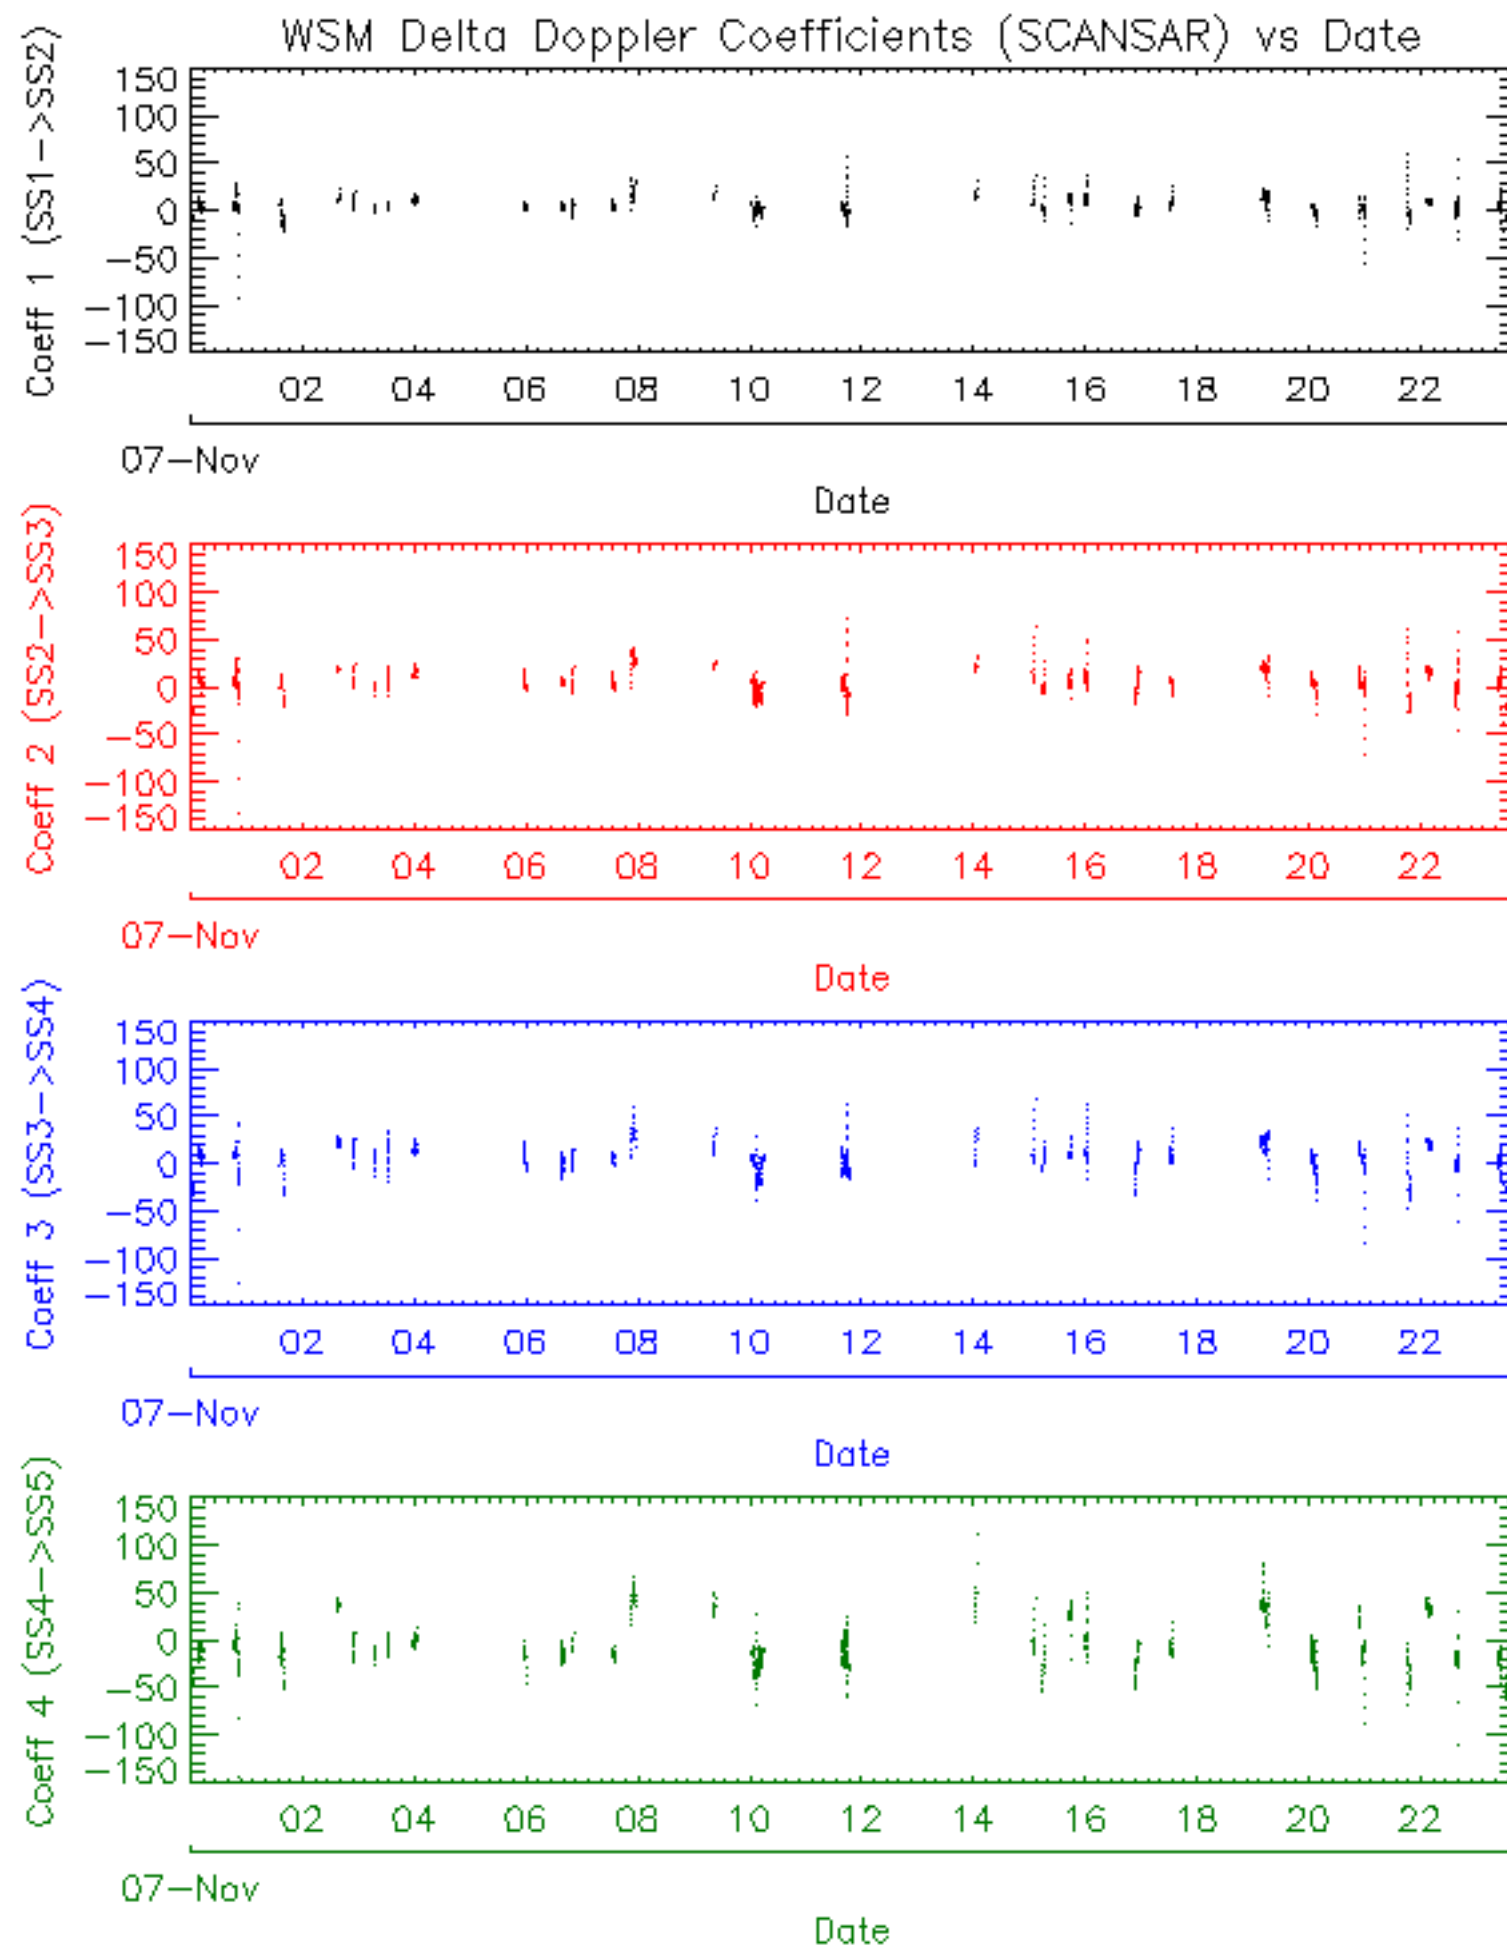 WSM Delta Doppler Coefficients (SCANSAR) vs Date
Coeff 1 (SS1->SS2)
150
100
50
0
-50
-100
-150
02 04 06 08 10 12 14 16 18 20 22
07-Nov
Date
Coeff 2 (SS2->SS3)
150
100
50
0
-50
-100
-150
02 04 06 08 10 12 14 16 18 20 22
07-Nov
Date
Coeff 3 (SS3->SS4)
150
100
50
0
-50
-100
-150
02 04 06 08 10 12 14 16 18 20 22
07-Nov
Date
Coeff 4 (SS4->SS5)
150
100
50
0
-50
-100
-150
02 04 06 08 10 12 14 16 18 20 22
07-Nov
Date